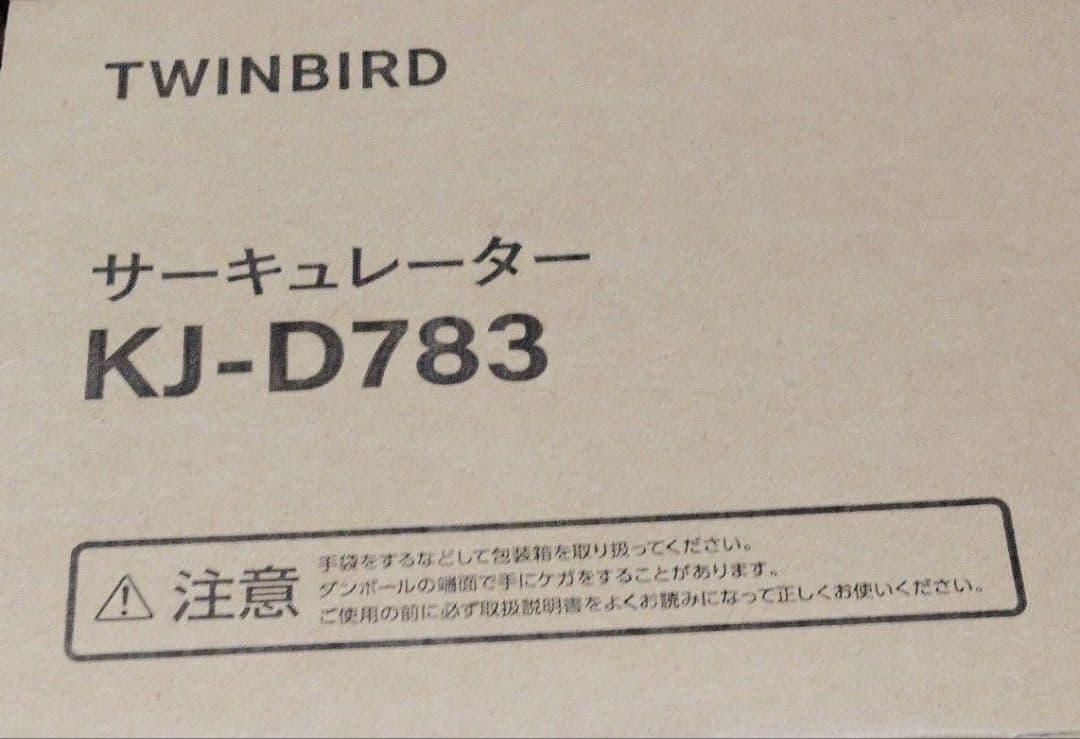 TWINBIRD
サーキュレーター
KJ-D783
注意
手袋をするなどして包装箱を取り扱ってください。
ダンボールの端面で手にケガをすることがあります。
ご使用の前に必ず取扱説明書をよくお読みになって正しくお使いください。